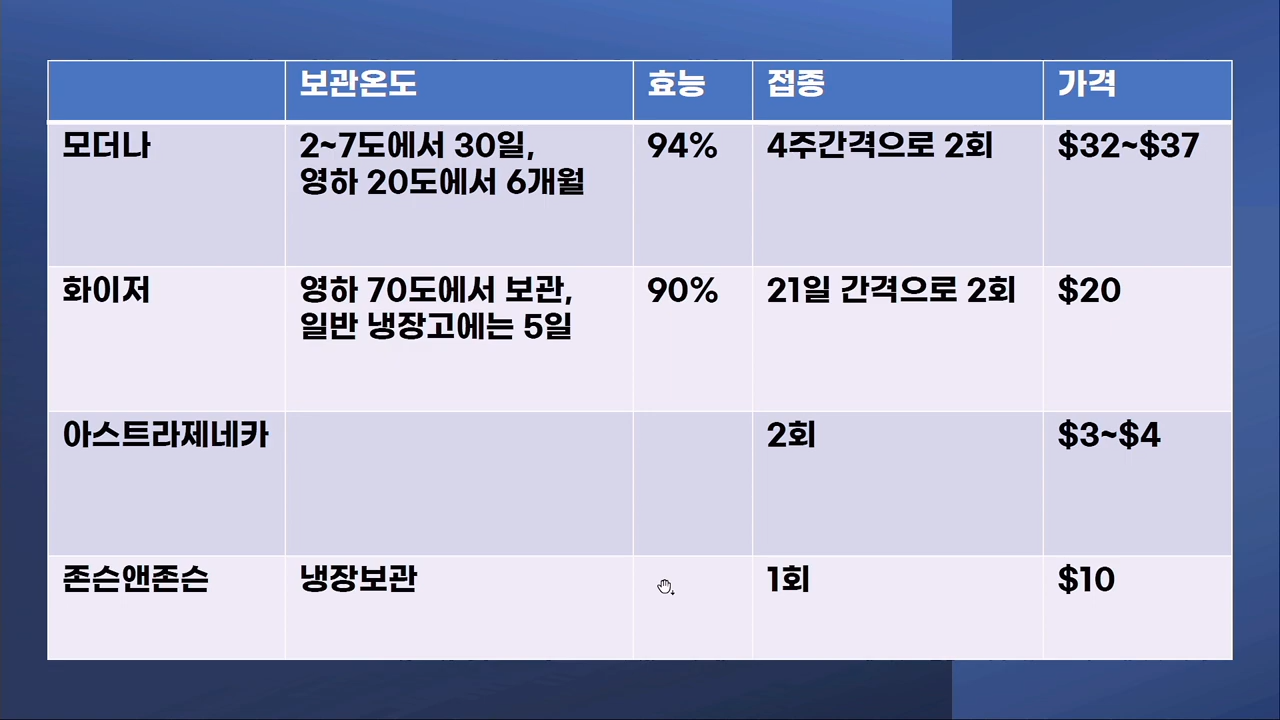 보관온도 효능 접종 가격
모더나 2~7도에서 30일, 94% 4주간격으로 2회 $32~$37
영하 20도에서 6개월
화이저 영하 70도에서 보관, 90% 21일 간격으로 2회 $20
일반 냉장고에는 5일
아스트라제네카 2회 $3~$4
존슨앤존슨 냉장보관 1회 $10